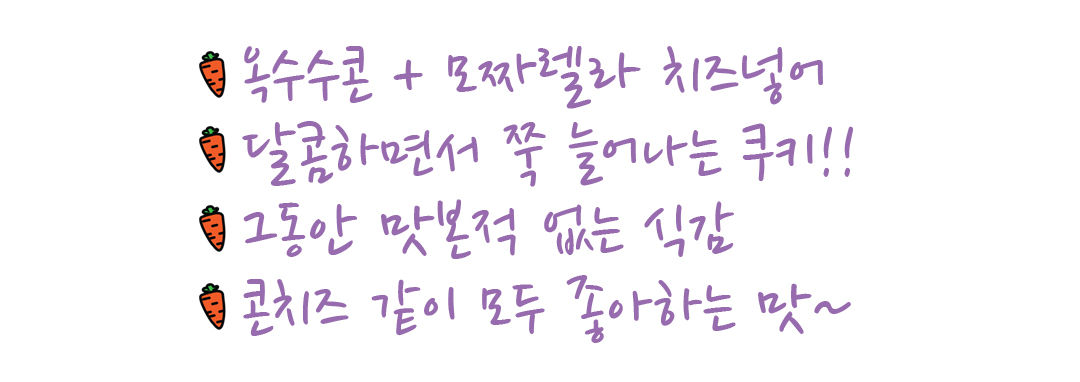 옥수수콘 + 모짜렐라 치즈넣어
달콤하면서 쭉 늘어나는 쿠키!!
그동안 맛본적 없는 식감
콘치즈 같이 모두 좋아하는 맛~